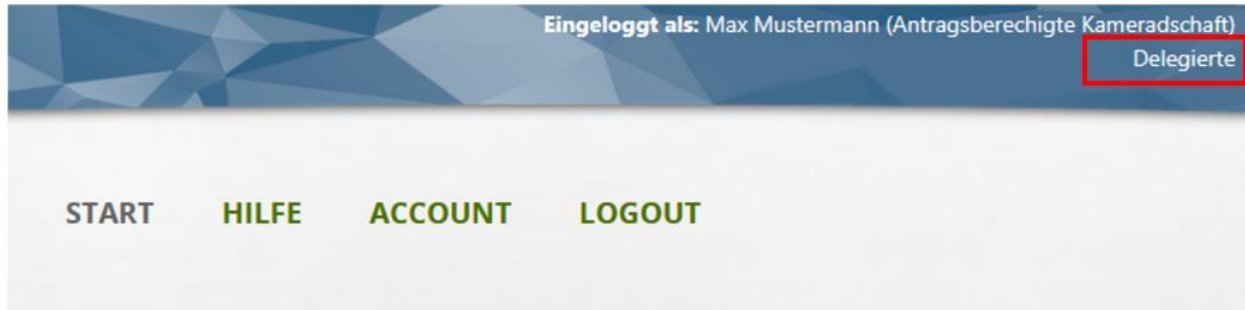 Eingeloggt als: Max Mustermann (Antragsberechigte Kameradschaft)
Delegierte
START HILFE ACCOUNT LOGOUT